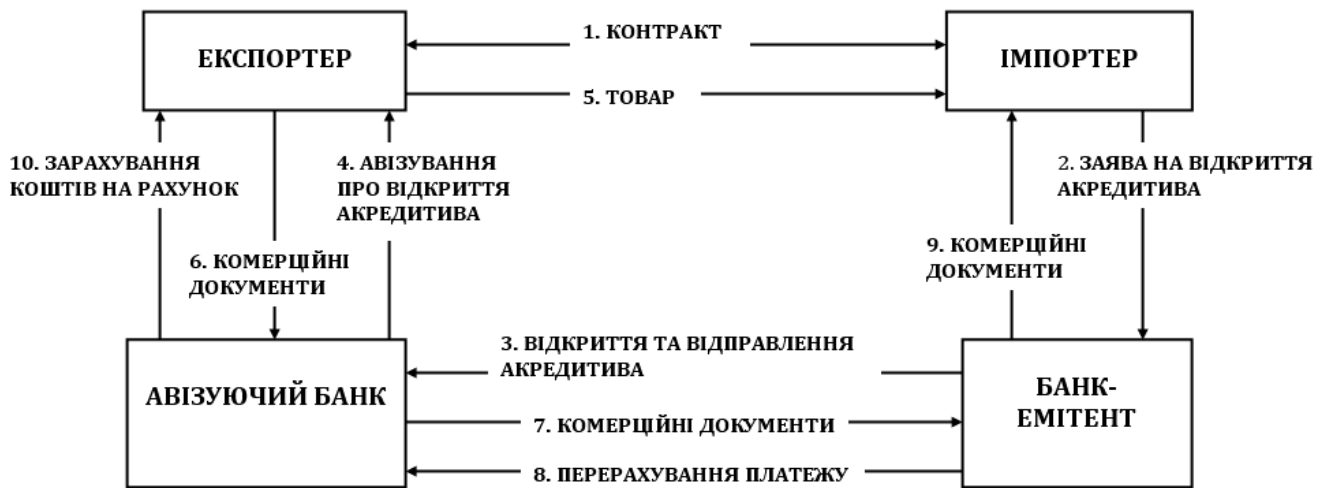 1. КОНТРАКТ
ЕКСПОРТЕР
ІМПОРТЕР
5. ТОВАР
10. ЗАРАХУВАННЯ
КОШТІВ НА РАХУНОК
4. АВІЗУВАННЯ
ПРО ВІДКРИТТЯ
АКРЕДИТИВА
2. ЗАЯВА НА ВІДКРИТТЯ
АКРЕДИТИВА
6. КОМЕРЦІЙНІ
ДОКУМЕНТИ
9. КОМЕРЦІЙНІ
ДОКУМЕНТИ
3. ВІДКРИТТЯ ТА ВІДПРАВЛЕННЯ
АКРЕДИТИВА
АВІЗУЮЧИЙ БАНК
БАНК-
ЕМІТЕНТ
7. КОМЕРЦІЙНІ ДОКУМЕНТИ
8. ПЕРЕРАХУВАННЯ ПЛАТЕЖУ